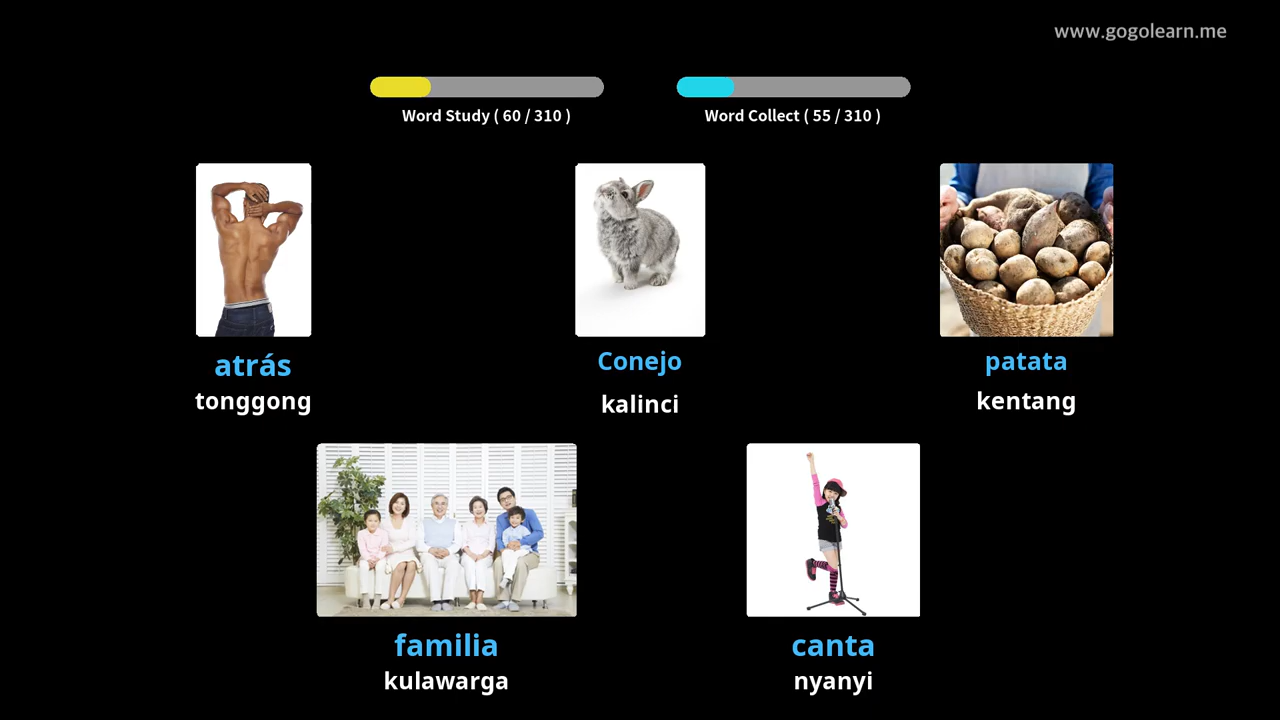 www.gogolearn.me
Word Study ( 60 / 310 )
Word Collect ( 55 / 310 )
atrás
tonggong
Conejo
kalinci
patata
kentang
familia
kulawarga
canta
nyanyi